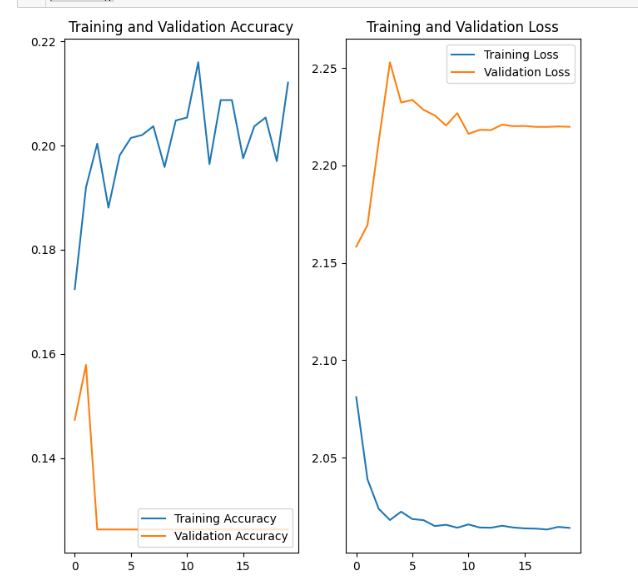 Training and Validation Accuracy
0.22
0.20
0.18
0.16
0.14
0 5 10 15
Training Accuracy
Validation Accuracy
Training and Validation Loss
2.25
2.20
2.15
2.10
2.05
0 5 10 15
Training Loss
Validation Loss